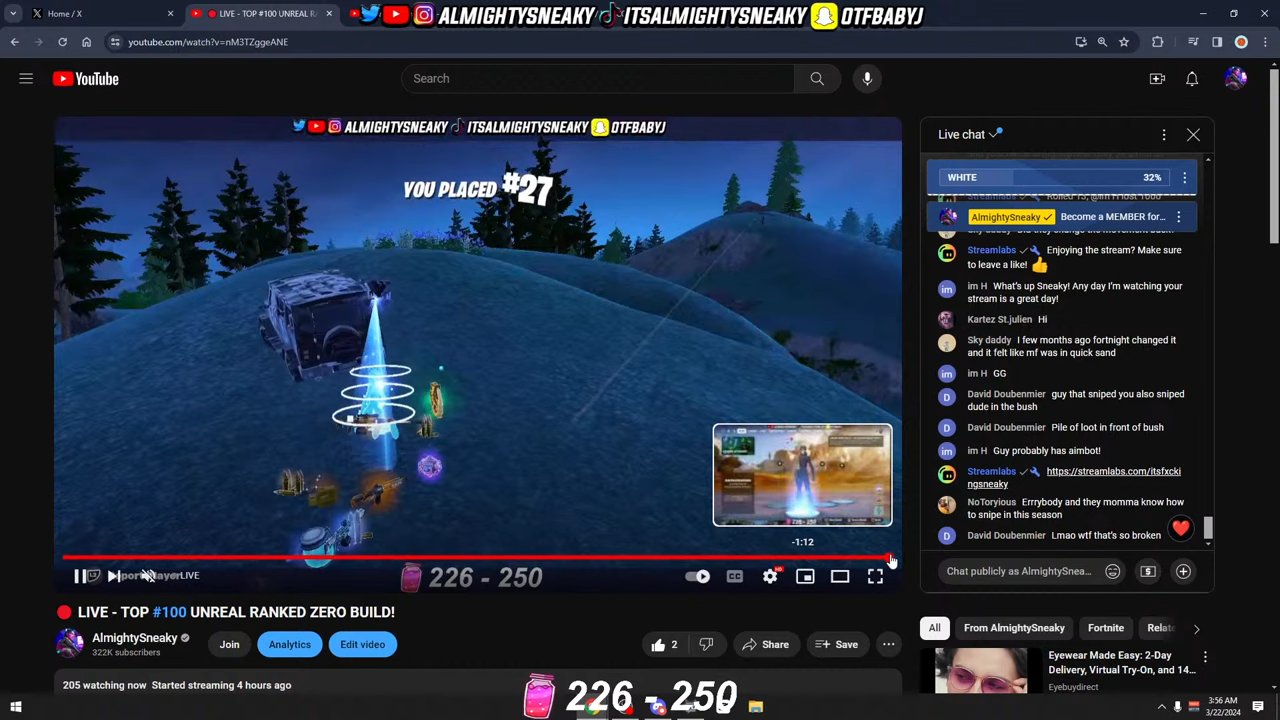 Home / X
LIVE - TOP #100 UNREAL RA
ALMIGHTYSNEAKY ITSALMIGHTYSNEAKY OTFBABYJ
youtube.com/watch?v=nM3TZggeANE
YouTube
Search
ALMIGHTYSNEAKY ITSALMIGHTYSNEAKY OTFBABYJ
YOU PLACED #27
-1:12
LIVE
226 - 250
CC
HD
Live chat
WHITE 32%
AlmightySneaky Become a MEMBER for...
Streamlabs Enjoying the stream? Make sure
to leave a like!
im H What's up Sneaky! Any day I'm watching your
stream is a great day!
Kartez St.julien Hi
Sky daddy I few months ago fortnight changed it
and it felt like mf was in quick sand
im H GG
David Doubenmier guy that sniped you also sniped
dude in the bush
David Doubenmier Pile of loot in front of bush
im H Guy probably has aimbot!
Streamlabs https://streamlabs.com/itsfxcki
ngsneaky
NoToryious Errrybody and they momma know how
to snipe in this season
David Doubenmier Lmao wtf that's so broken
Chat publicly as AlmightySnea...
LIVE - TOP #100 UNREAL RANKED ZERO BUILD!
AlmightySneaky
322K subscribers
Join
Analytics
Edit video
2
Share
Save
205 watching now Started streaming 4 hours ago
All
From AlmightySneaky
Fortnite
Relate
Eyewear Made Easy: 2-Day
Delivery, Virtual Try-On, and 14...
Eyebuydirect
226 - 250
3:56 AM
3/22/2024